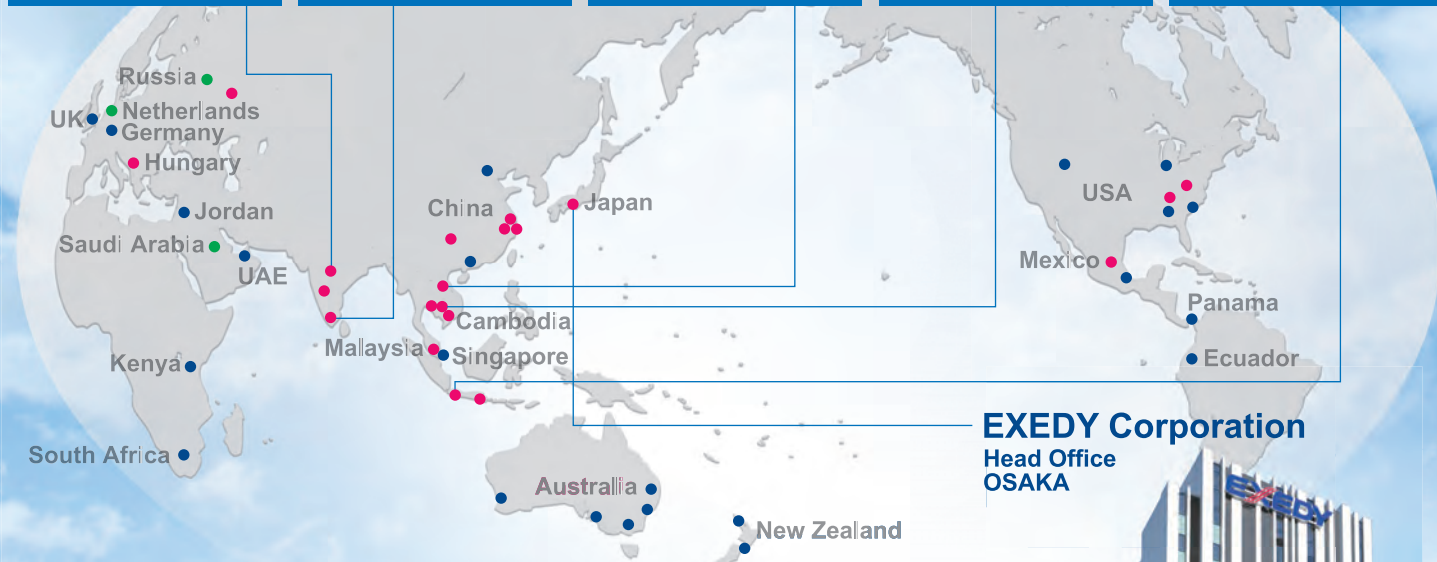 Russia
UK
Netherlands
Germany
Hungary
Jordan
Saudi Arabia
UAE
China
Japan
USA
Mexico
Panama
Ecuador
Cambodia
Malaysia
Singapore
Kenya
South Africa
Australia
New Zealand
EXEDY Corporation
Head Office
OSAKA
EXEDY